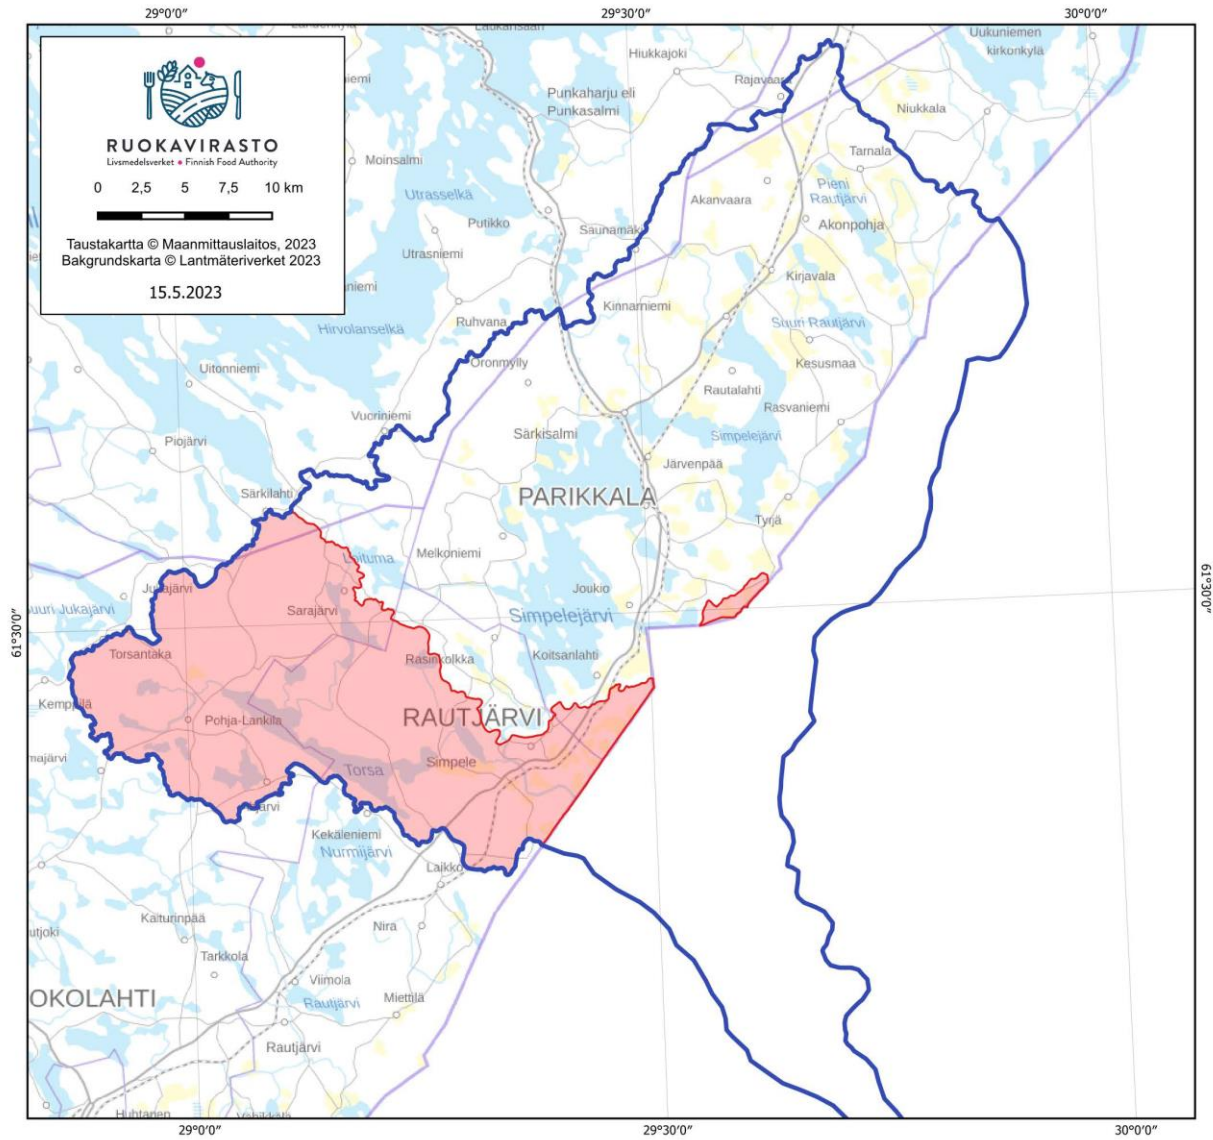 29°0'0"
29°30'0"
30°0'0"
RUOKAVIRASTO
Livsmedelsverket • Finnish Food Authority
0 2,5 5 7,5 10 km
Taustakartta © Maanmittauslaitos, 2023
Bakgrundskarta © Lantmäteriverket 2023
15.5.2023
Uukuniemen
kirkonkylä
Hiukkajoki
Rajavaara
Punkaharju eli
Punkasalmi
Niukkala
Moinsalmi
Tarnala
Utrasselkä
Pieni
Rautjärvi
Akanvaara
Putikko
Saunamäki
Akonpohja
Utrasniemi
Kirjavala
Kinnarniemi
Ruhvana
Hirvolanselkä
Suuri Rautjärvi
Oronmylly
Kesusmaa
Uitonniemi
Rautalahti
Rasvaniemi
Vuoriniemi
Särkisalmi
Simpelejärvi
Piojärvi
Järvenpää
Särkilahti
PARIKKALA
Tyrjä
Melkoniemi
Loituma
Joukio
61°30'0"
Sarajärvi
Simpelejärvi
61°30'0"
Torsantaka
Rasinkolkka
Koitsanlahti
Pohja-Lankila
RAUTJÄRVI
Simpele
Torsa
Kekäleniemi
Nurmijärvi
Laikko
Kaiturinpää
Nira
Tarkkola
Viimola
OKOLAHTI
Rautjärvi
Miettilä
Rautjärvi
29°0'0"
29°30'0"
30°0'0"